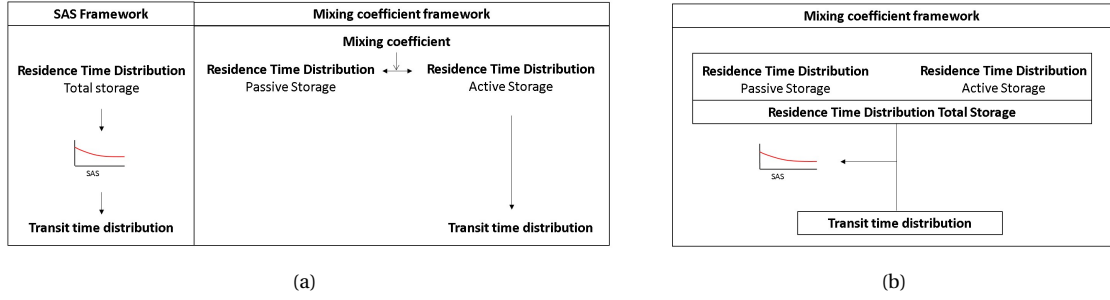 SAS Framework
Mixing coefficient framework
Mixing coefficient
Residence Time Distribution
Total storage
SAS
Transit time distribution
Residence Time Distribution
Passive Storage
Residence Time Distribution
Active Storage
Transit time distribution
(a)
Mixing coefficient framework
Residence Time Distribution
Passive Storage
Residence Time Distribution
Active Storage
Residence Time Distribution Total Storage
SAS
Transit time distribution
(b)